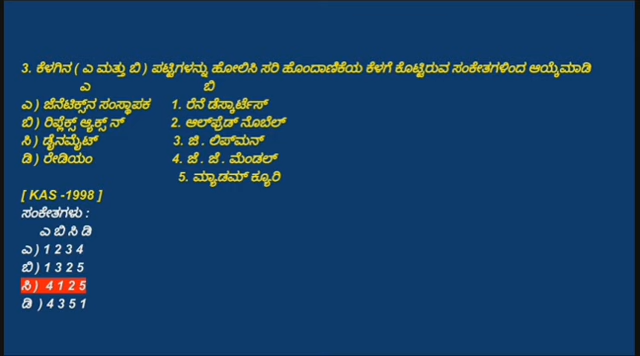 3. ಕೆಳಗಿನ ( ಎ ಮತ್ತು ಬಿ ) ಪಟ್ಟಿಗಳನ್ನು ಹೋಲಿಸಿ ಸರಿ ಹೊಂದಾಣಿಕೆಯ ಕೆಳಗೆ ಕೊಟ್ಟಿರುವ ಸಂಕೇತಗಳಿಂದ ಆಯ್ಕೆಮಾಡಿ
ಎ ಬಿ
ಎ ) ಜೆನೆಟಿಕ್ಸ್‌ನ ಸಂಸ್ಥಾಪಕ 1. ರೆನೆ ಡೆಸ್ಕಾರ್ಟೆಸ್
ಬಿ ) ರಿಫ್ಲೆಕ್ಸ್ ಆ್ಯಕ್ಸ್ ನ್ 2. ಆಲ್‌ಫ್ರೆಡ್ ನೊಬೆಲ್
ಸಿ ) ಡೈನಮೈಟ್ 3. ಜಿ . ಲಿಪ್‌ಮನ್
ಡಿ ) ರೇಡಿಯಂ 4. ಜೆ . ಜೆ . ಮೆಂಡಲ್
5. ಮ್ಯಾಡಮ್ ಕ್ಯೂರಿ
[ KAS -1998 ]
ಸಂಕೇತಗಳು :
ಎ ಬಿ ಸಿ ಡಿ
ಎ ) 1 2 3 4
ಬಿ ) 1 3 2 5
ಸಿ ) 4 1 2 5
ಡಿ ) 4 3 5 1